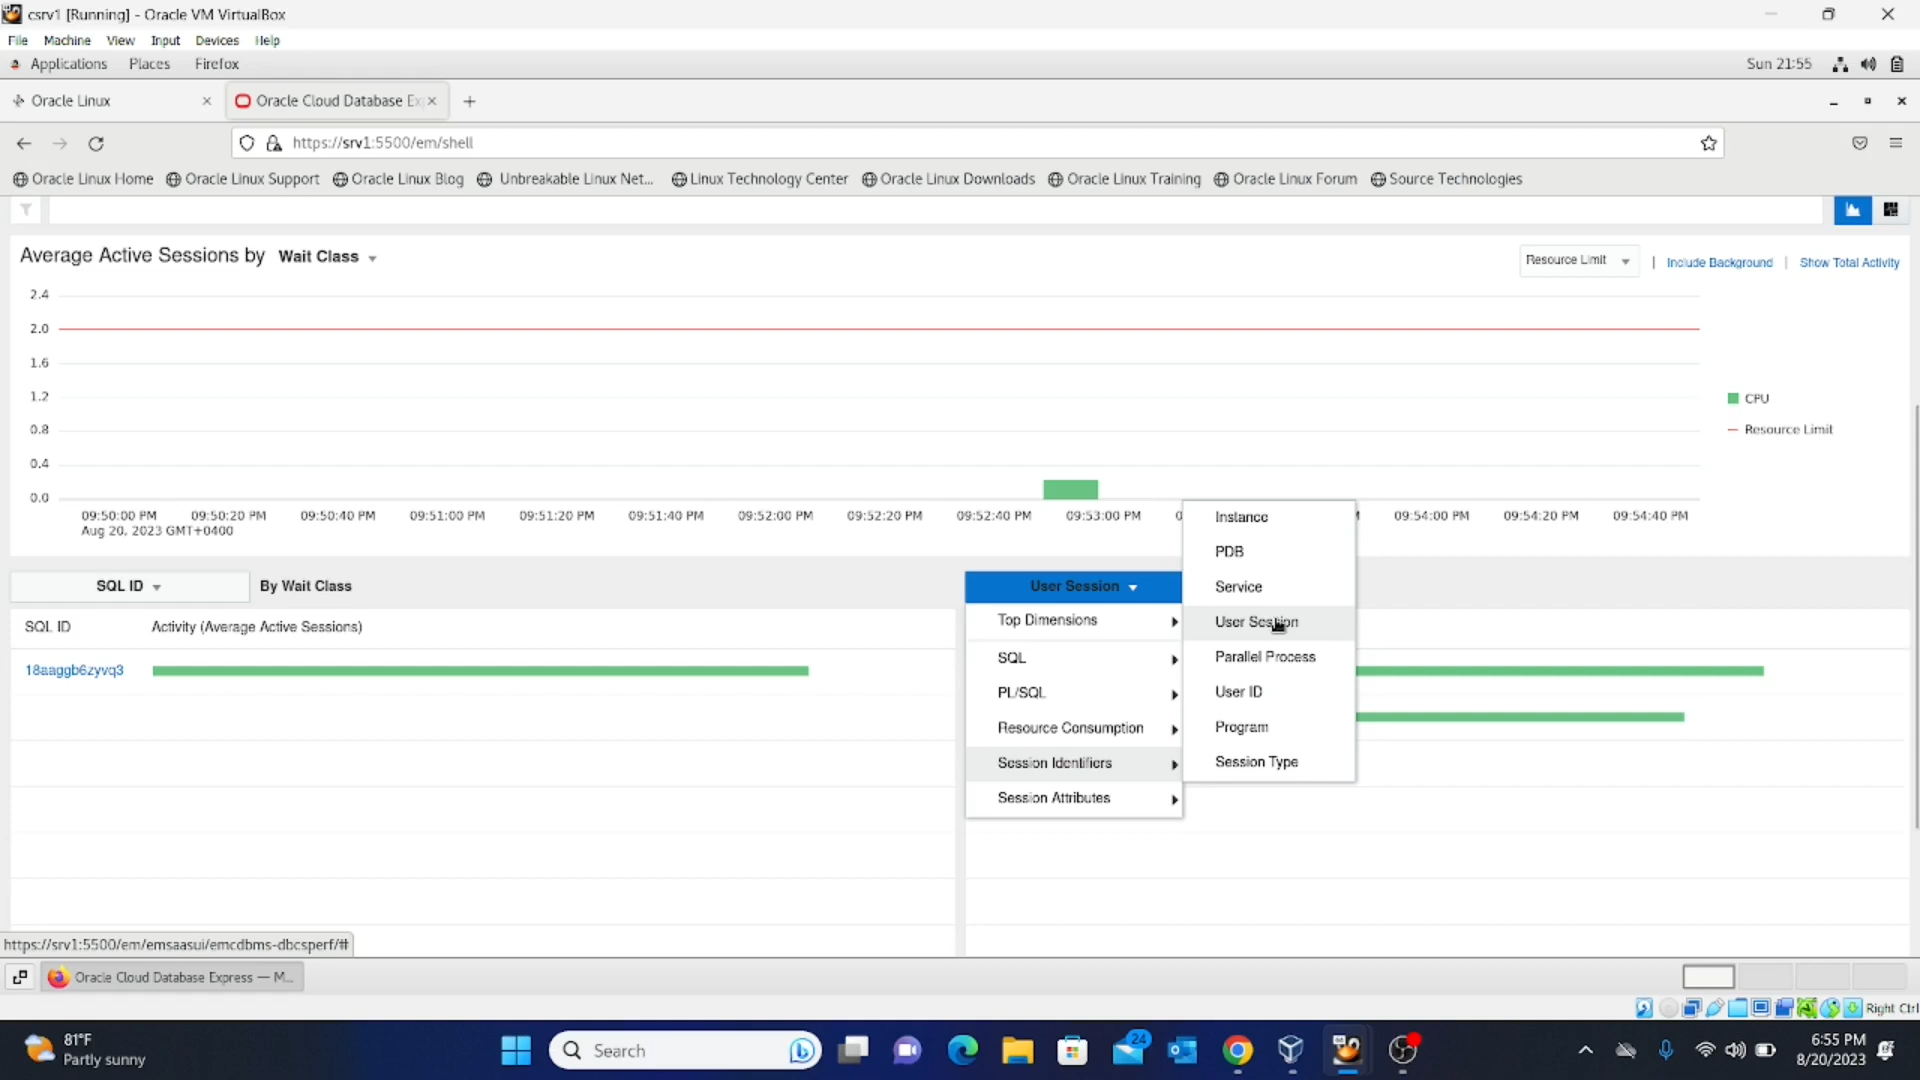 csrv1 [Running] - Oracle VM VirtualBox
File Machine View Input Devices Help
Applications Places Firefox Sun 21:55
Oracle Linux Oracle Cloud Database Ex
https://srv1:5500/em/shell
Oracle Linux Home Oracle Linux Support Oracle Linux Blog Unbreakable Linux Net... Linux Technology Center Oracle Linux Downloads Oracle Linux Training Oracle Linux Forum Source Technologies
Average Active Sessions by Wait Class Resource Limit | Include Background | Show Total Activity
2.4
2.0
1.6
1.2
0.8
0.4
0.0
CPU
Resource Limit
09:50:00 PM 09:50:20 PM 09:50:40 PM 09:51:00 PM 09:51:20 PM 09:51:40 PM 09:52:00 PM 09:52:20 PM 09:52:40 PM 09:53:00 PM 09:54:00 PM 09:54:20 PM 09:54:40 PM
Aug 20, 2023 GMT+0400
SQL ID By Wait Class
SQL ID Activity (Average Active Sessions)
18aaggb6zyvq3
User Session
Top Dimensions
SQL
PL/SQL
Resource Consumption
Session Identifiers
Session Attributes
Instance
PDB
Service
User Session
Parallel Process
User ID
Program
Session Type
https://srv1:5500/em/emsaasui/emcdbms-dbcsperf/#
Oracle Cloud Database Express — M...
Right Ctrl
81°F
Partly sunny
Search
24
6:55 PM
8/20/2023